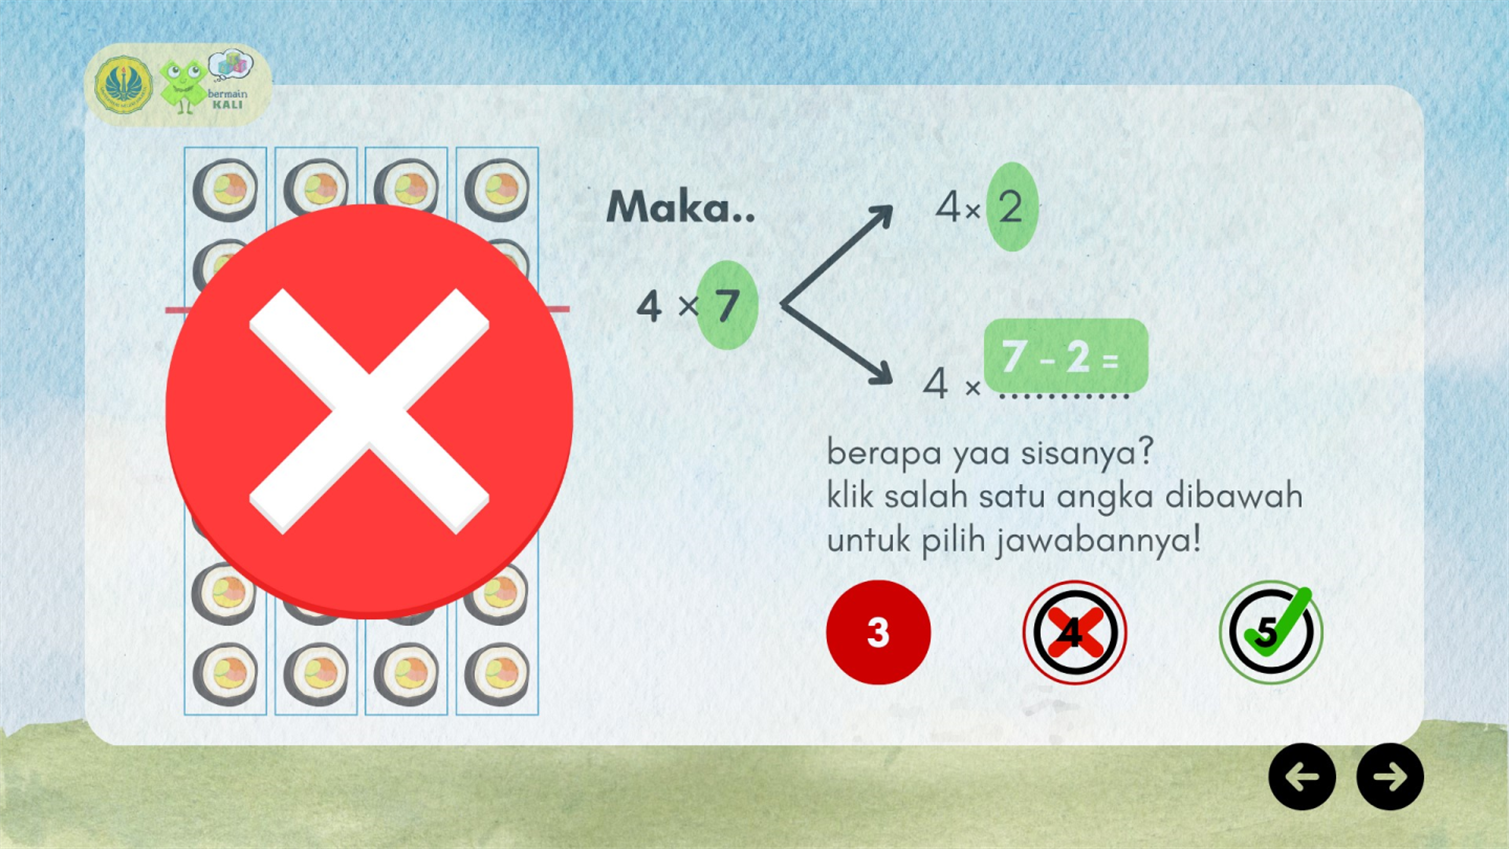 bermain
KALI
Maka..
4 × 7
4× 2
4 × 7 - 2 =
...........
berapa yaa sisanya?
klik salah satu angka dibawah
untuk pilih jawabannya!
3
4
5